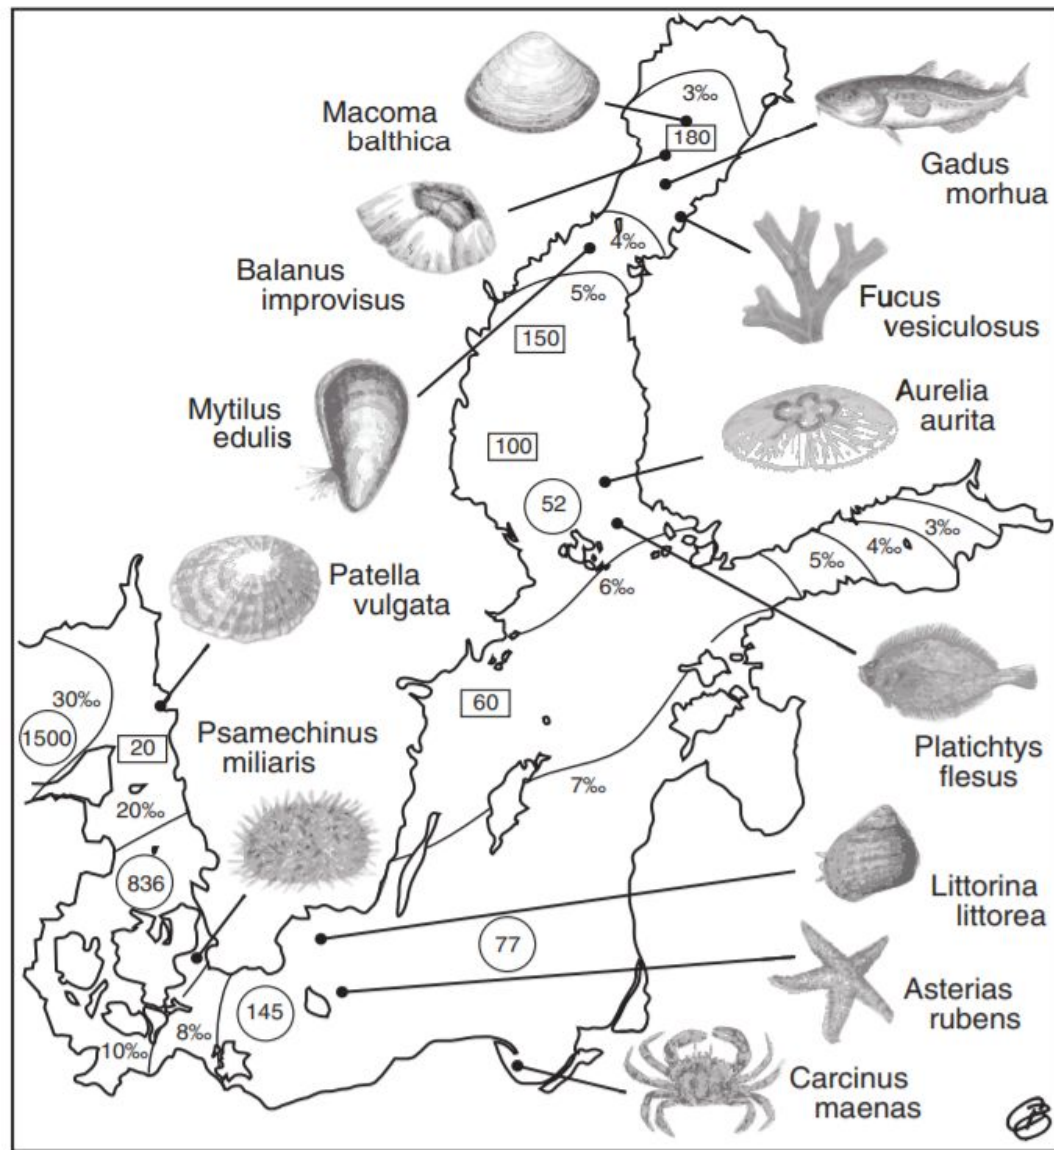 3‰
Macoma
balthica
180
Gadus
morhua
Balanus
improvisus
4‰
5‰
Fucus
vesiculosus
150
Mytilus
edulis
Aurelia
aurita
100
52
3‰
4‰
5‰
6‰
Patella
vulgata
30‰
1500
20
60
Psamechinus
miliaris
Platichtys
flesus
20‰
7‰
836
Littorina
littorea
77
145
Asterias
rubens
8‰
10‰
Carcinus
maenas